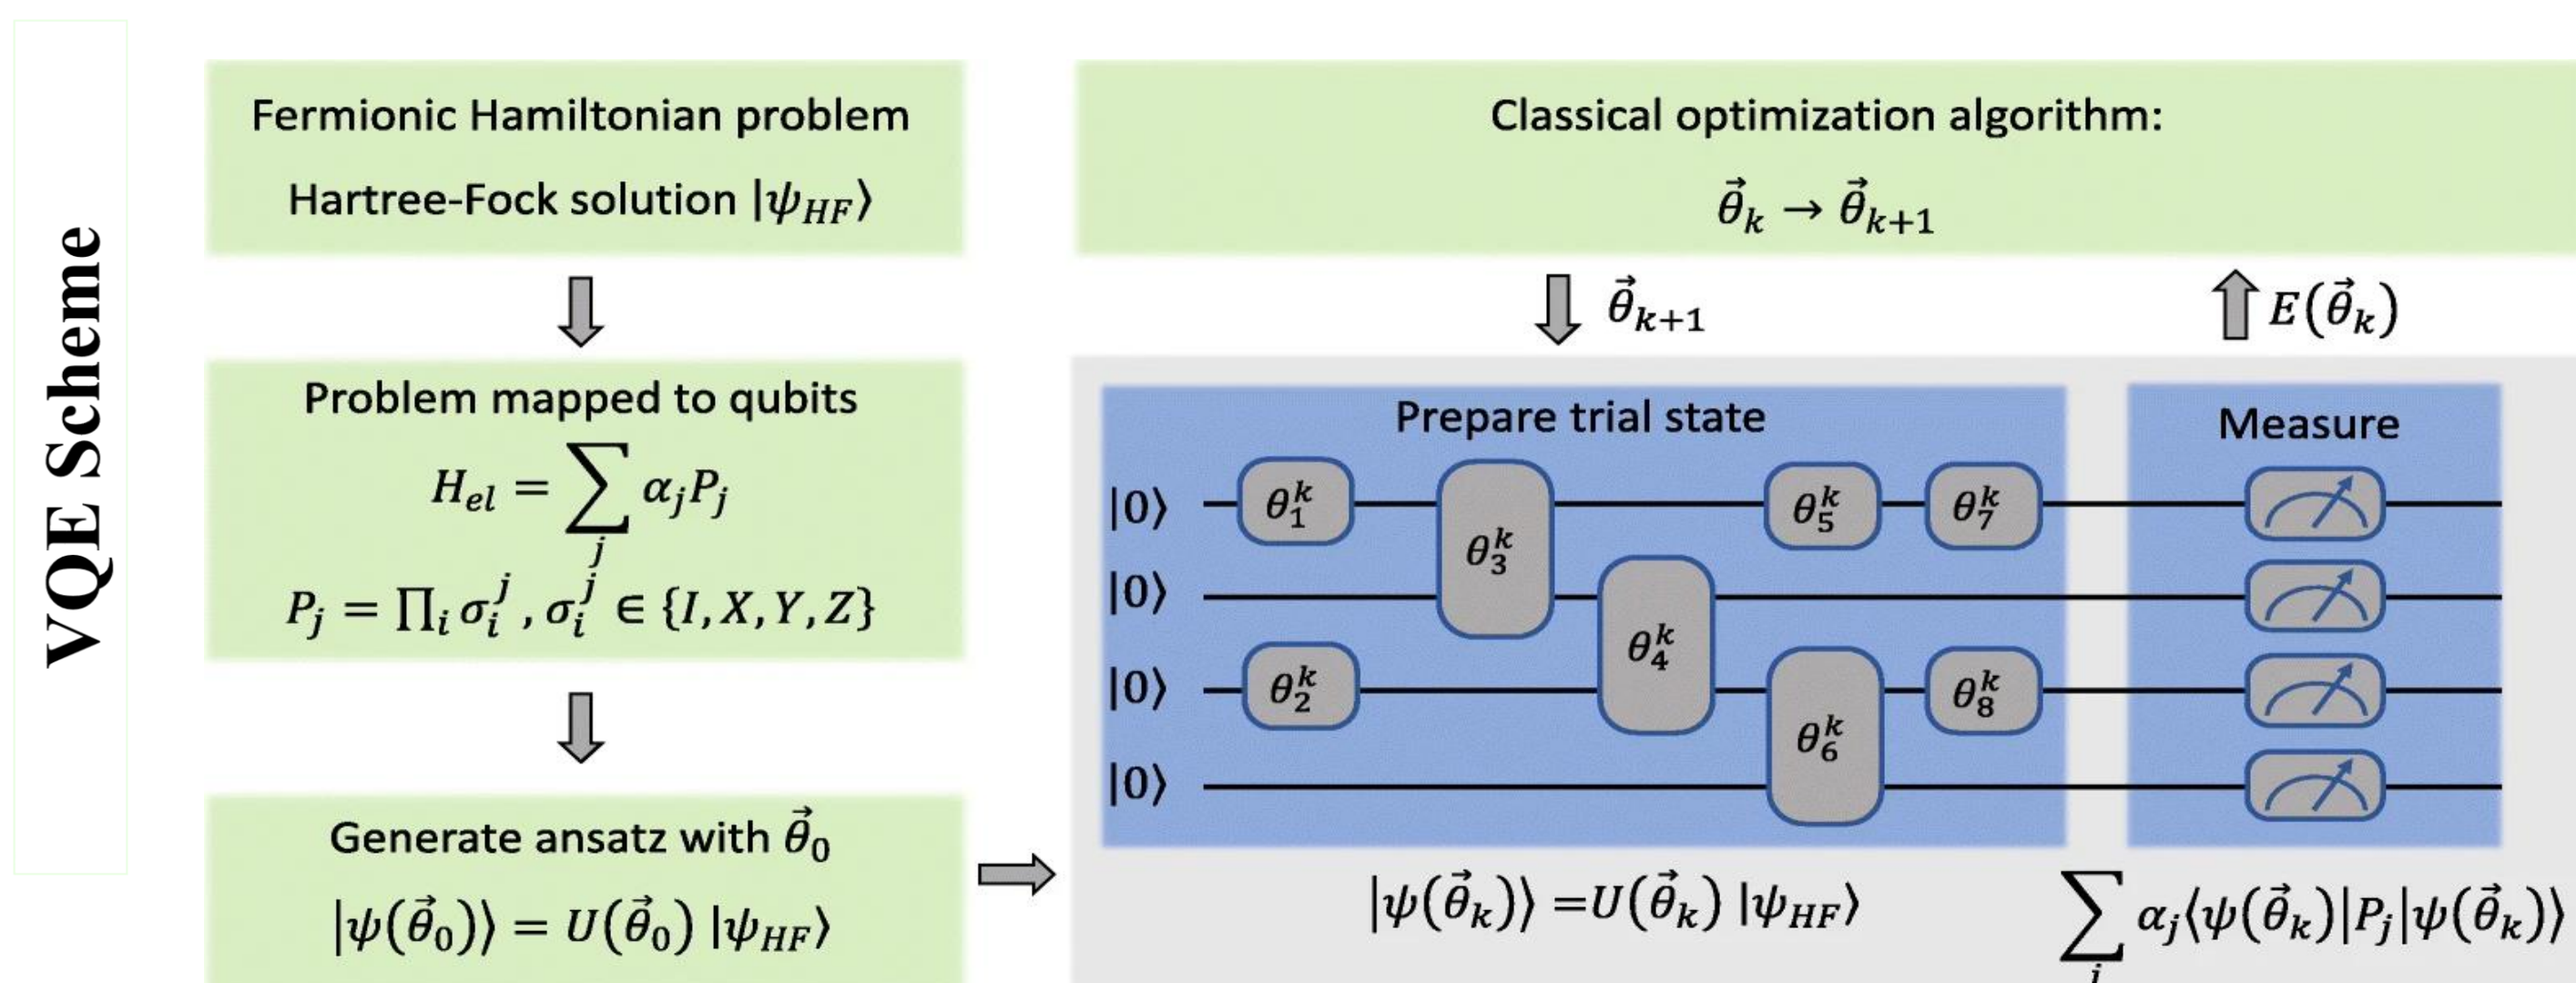 VQE Scheme
Fermionic Hamiltonian problem
Hartree-Fock solution |ψ_HF⟩
Problem mapped to qubits
H_el = ∑_j α_j P_j
P_j = ∏_i σ_i^j , σ_i^j ∈ {I, X, Y, Z}
Generate ansatz with θ⃗_0
|ψ(θ⃗_0)⟩ = U(θ⃗_0) |ψ_HF⟩
Classical optimization algorithm:
θ⃗_k → θ⃗_{k+1}
θ⃗_{k+1}
E(θ⃗_k)
Prepare trial state
Measure
|0⟩ θ_1^k θ_3^k θ_5^k θ_7^k
|0⟩ θ_4^k
|0⟩ θ_2^k θ_8^k
|0⟩ θ_6^k
|ψ(θ⃗_k)⟩ =U(θ⃗_k) |ψ_HF⟩
∑_j α_j⟨ψ(θ⃗_k)|P_j|ψ(θ⃗_k)⟩